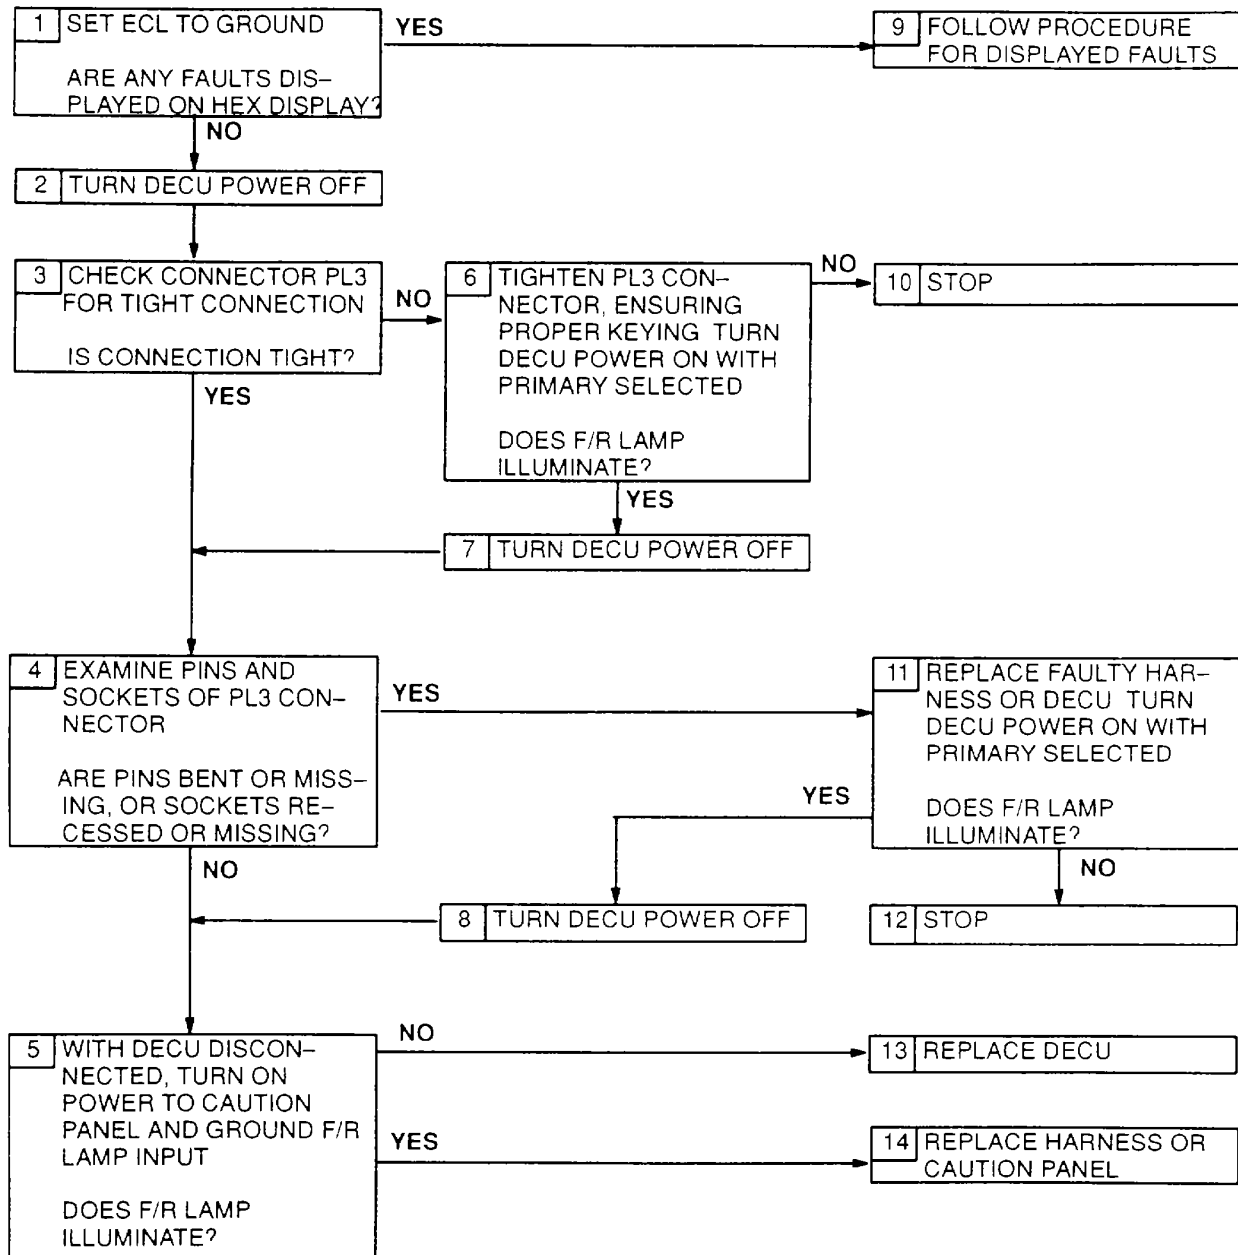 1 SET ECL TO GROUND
ARE ANY FAULTS DIS–
PLAYED ON HEX DISPLAY?
YES
9 FOLLOW PROCEDURE
FOR DISPLAYED FAULTS
NO
2 TURN DECU POWER OFF
3 CHECK CONNECTOR PL3
FOR TIGHT CONNECTION
IS CONNECTION TIGHT?
NO
6 TIGHTEN PL3 CON–
NECTOR, ENSURING
PROPER KEYING TURN
DECU POWER ON WITH
PRIMARY SELECTED
DOES F/R LAMP
ILLUMINATE?
NO
10 STOP
YES
YES
7 TURN DECU POWER OFF
4 EXAMINE PINS AND
SOCKETS OF PL3 CON–
NECTOR
ARE PINS BENT OR MISS–
ING, OR SOCKETS RE–
CESSED OR MISSING?
YES
11 REPLACE FAULTY HAR–
NESS OR DECU TURN
DECU POWER ON WITH
PRIMARY SELECTED
DOES F/R LAMP
ILLUMINATE?
YES
NO
NO
8 TURN DECU POWER OFF
12 STOP
5 WITH DECU DISCON–
NECTED, TURN ON
POWER TO CAUTION
PANEL AND GROUND F/R
LAMP INPUT
DOES F/R LAMP
ILLUMINATE?
NO
13 REPLACE DECU
YES
14 REPLACE HARNESS OR
CAUTION PANEL